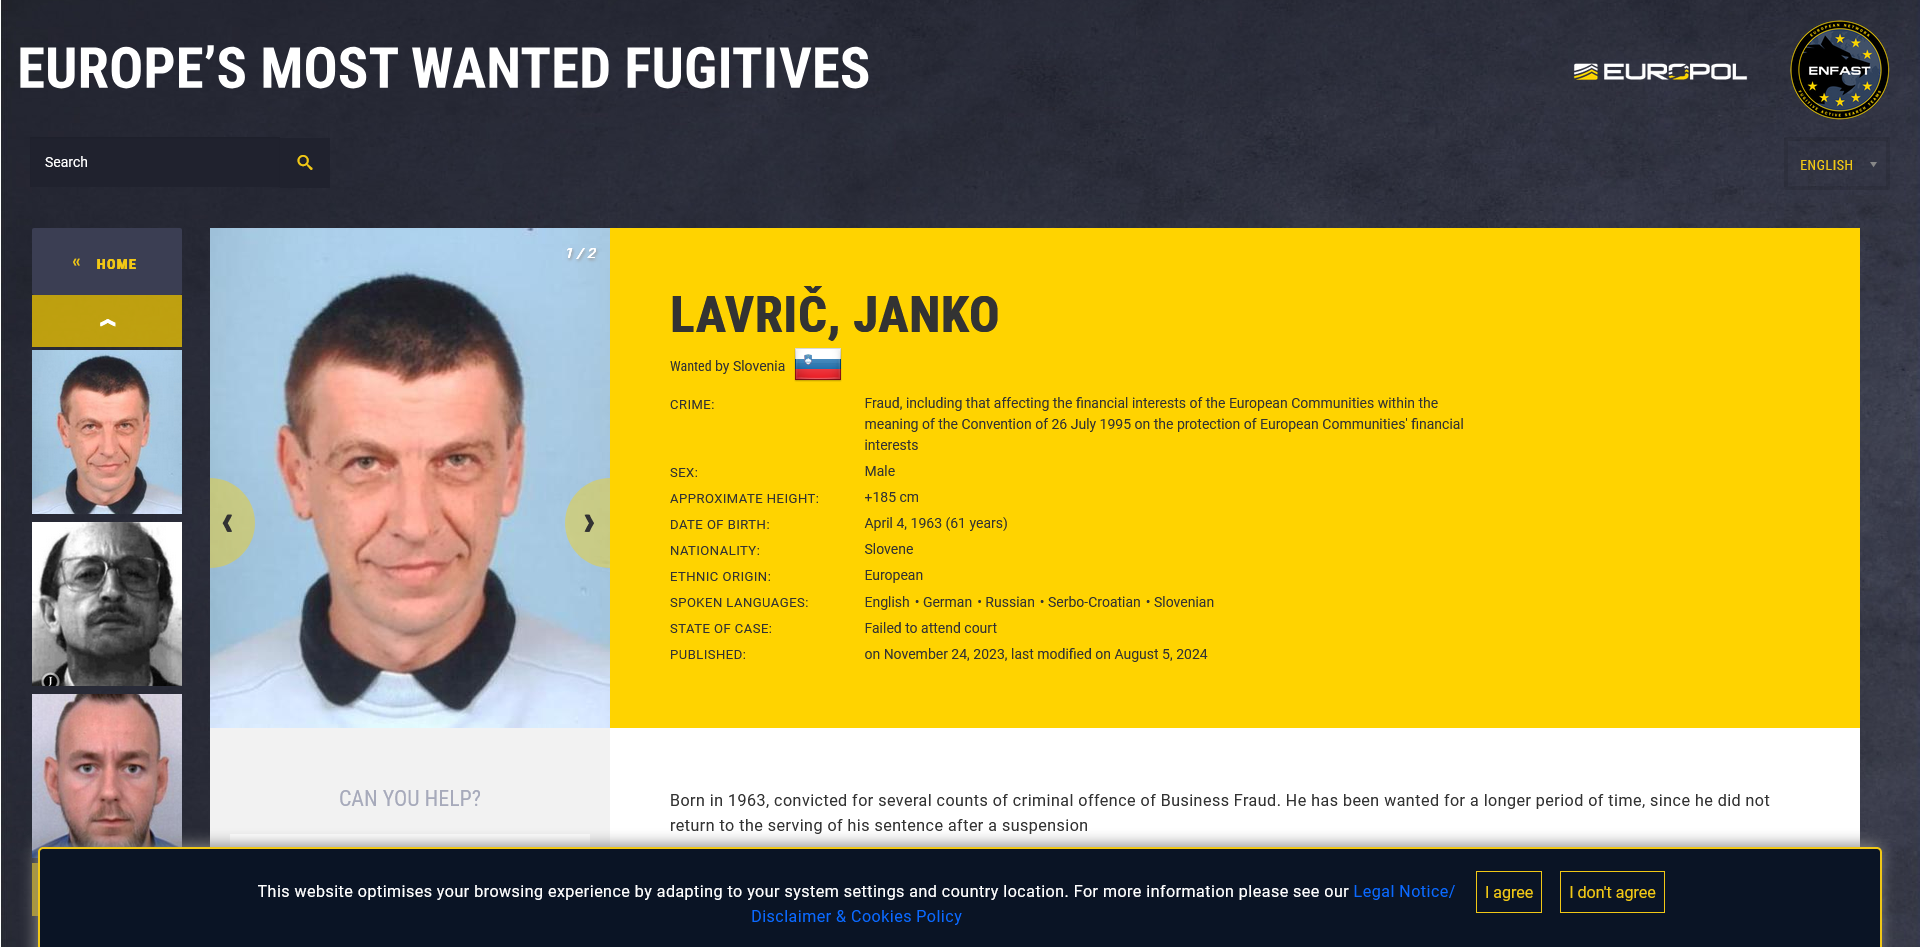 EUROPE’S MOST WANTED FUGITIVES
EUROPOL
ENFAST
Search
ENGLISH
« HOME
1 / 2
LAVRIČ, JANKO
Wanted by Slovenia
CRIME: Fraud, including that affecting the financial interests of the European Communities within the
meaning of the Convention of 26 July 1995 on the protection of European Communities' financial
interests
SEX: Male
APPROXIMATE HEIGHT: +185 cm
DATE OF BIRTH: April 4, 1963 (61 years)
NATIONALITY: Slovene
ETHNIC ORIGIN: European
SPOKEN LANGUAGES: English • German • Russian • Serbo-Croatian • Slovenian
STATE OF CASE: Failed to attend court
PUBLISHED: on November 24, 2023, last modified on August 5, 2024
CAN YOU HELP?
Born in 1963, convicted for several counts of criminal offence of Business Fraud. He has been wanted for a longer period of time, since he did not
return to the serving of his sentence after a suspension
This website optimises your browsing experience by adapting to your system settings and country location. For more information please see our Legal Notice/
Disclaimer & Cookies Policy
I agree
I don't agree